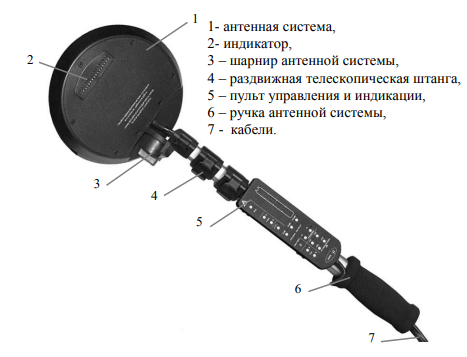 1
1- антенная система,
2- индикатор,
3 – шарнир антенной системы,
4 – раздвижная телескопическая штанга,
5 – пульт управления и индикации,
6 – ручка антенной системы,
7 - кабели.
2
3
4
5
6
7